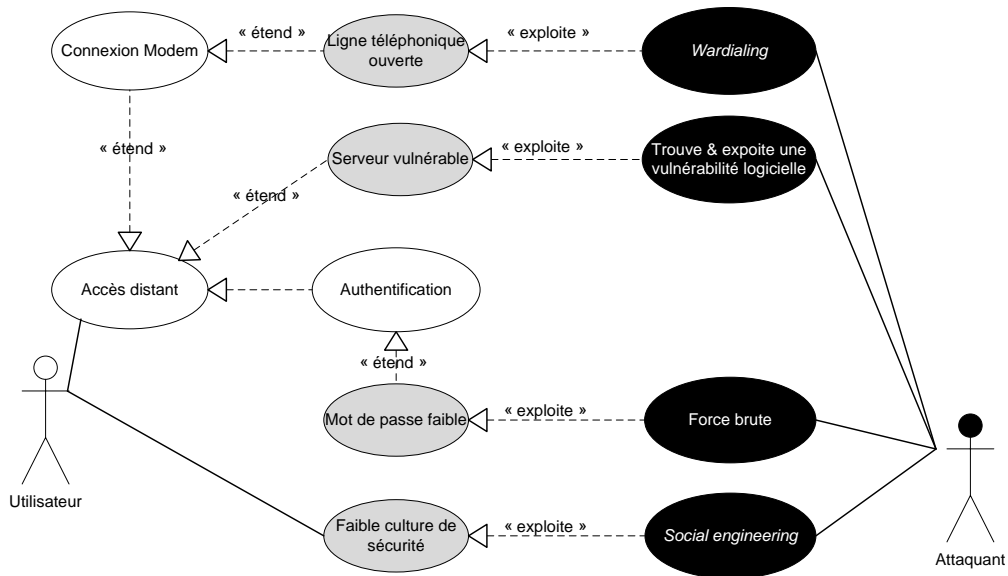 Connexion Modem
« étend »
Ligne téléphonique
ouverte
« exploite »
Wardialing
« étend »
Serveur vulnérable
« exploite »
Trouve & expoite une
vulnérabilité logicielle
« étend »
Accès distant
Authentification
« étend »
Mot de passe faible
« exploite »
Force brute
Utilisateur
Faible culture de
sécurité
« exploite »
Social engineering
Attaquant